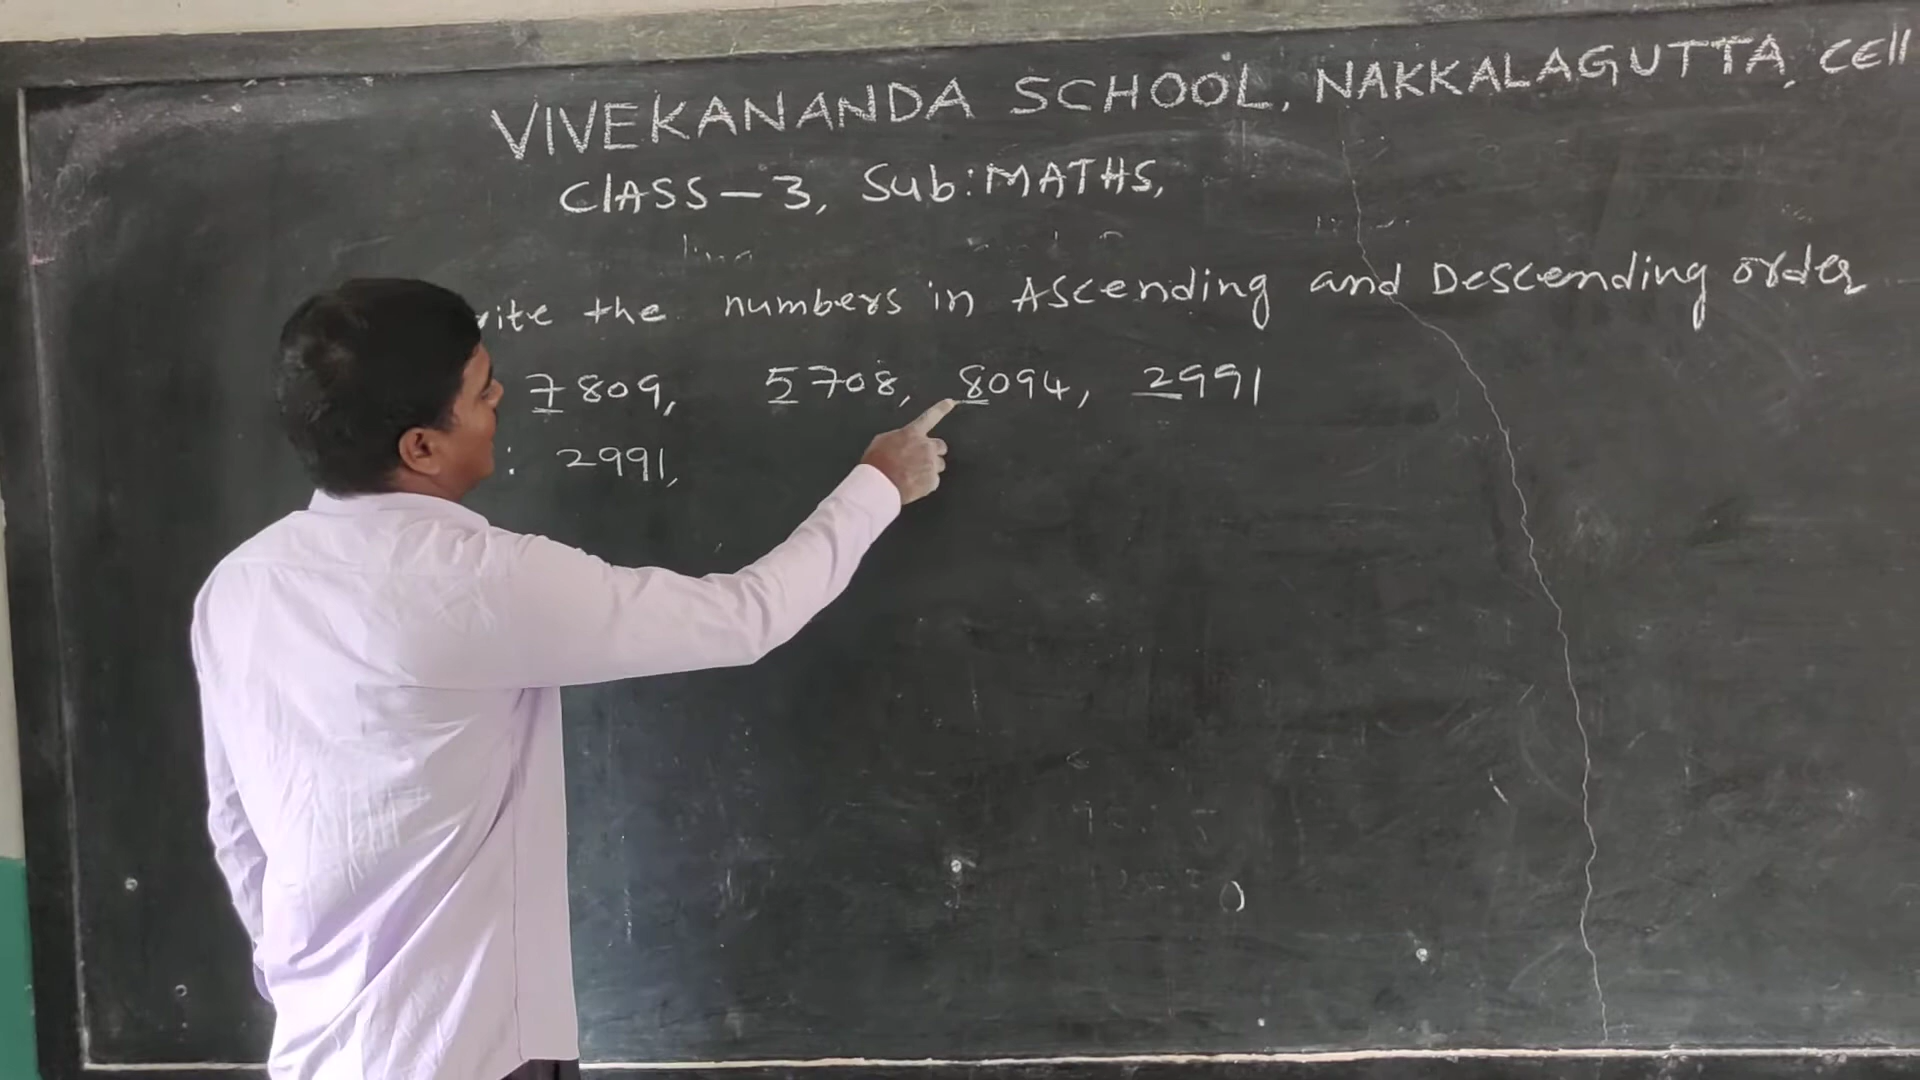 VIVEKANANDA SCHOOL, NAKKALAGUTTA, Cell
ClASS-3, Sub: MATHS,
the numbers in Ascending and Descending order
7809, 5708, 8094, 2991
: 2991,